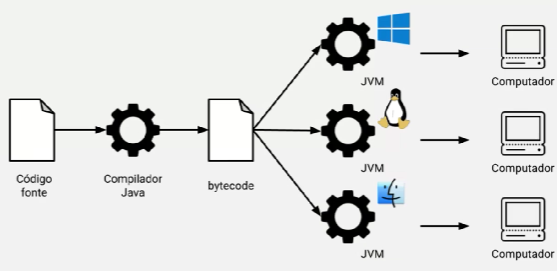 Código
fonte
Compilador
Java
bytecode
JVM
Computador
JVM
Computador
JVM
Computador